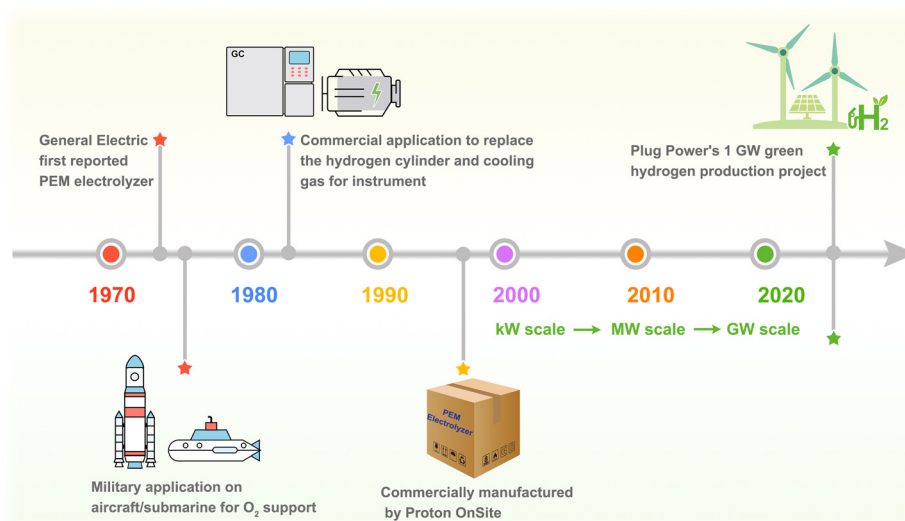 GC
General Electric
first reported
PEM electrolyzer
Commercial application to replace
the hydrogen cylinder and cooling
gas for instrument
H2
Plug Power's 1 GW green
hydrogen production project
1970
1980
1990
2000
2010
2020
kW scale → MW scale → GW scale
PEM
Electrolyzer
Military application on
aircraft/submarine for O₂ support
Commercially manufactured
by Proton OnSite